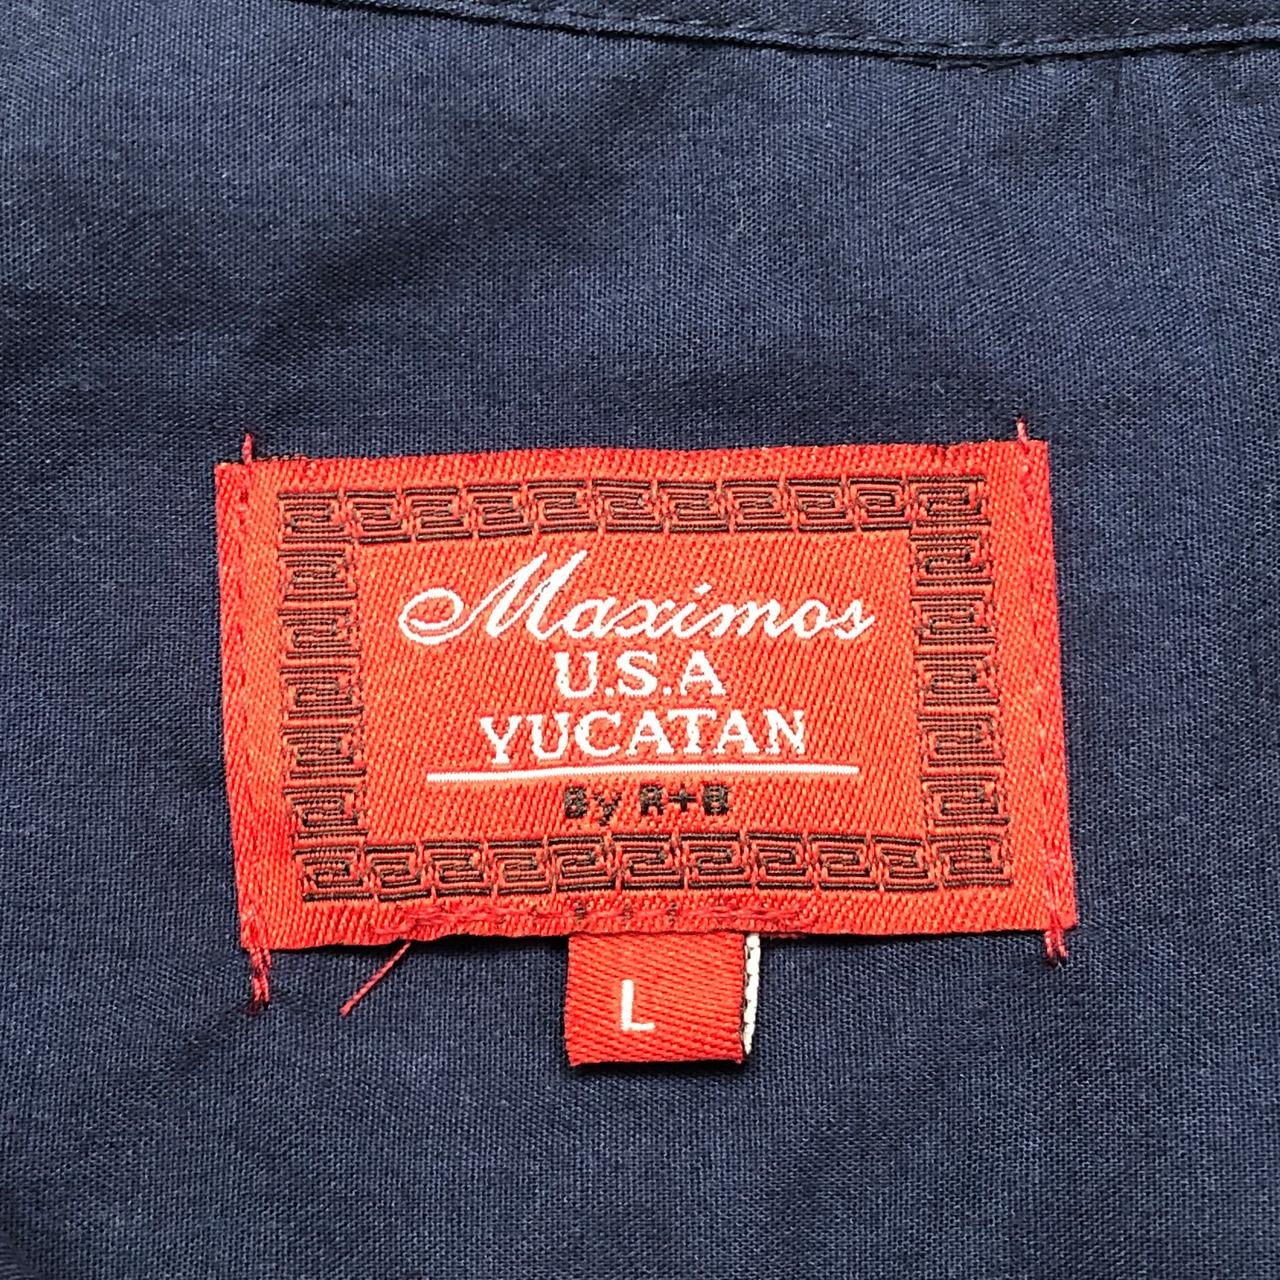 Maximos
U.S.A
YUCATAN
By R+B
L